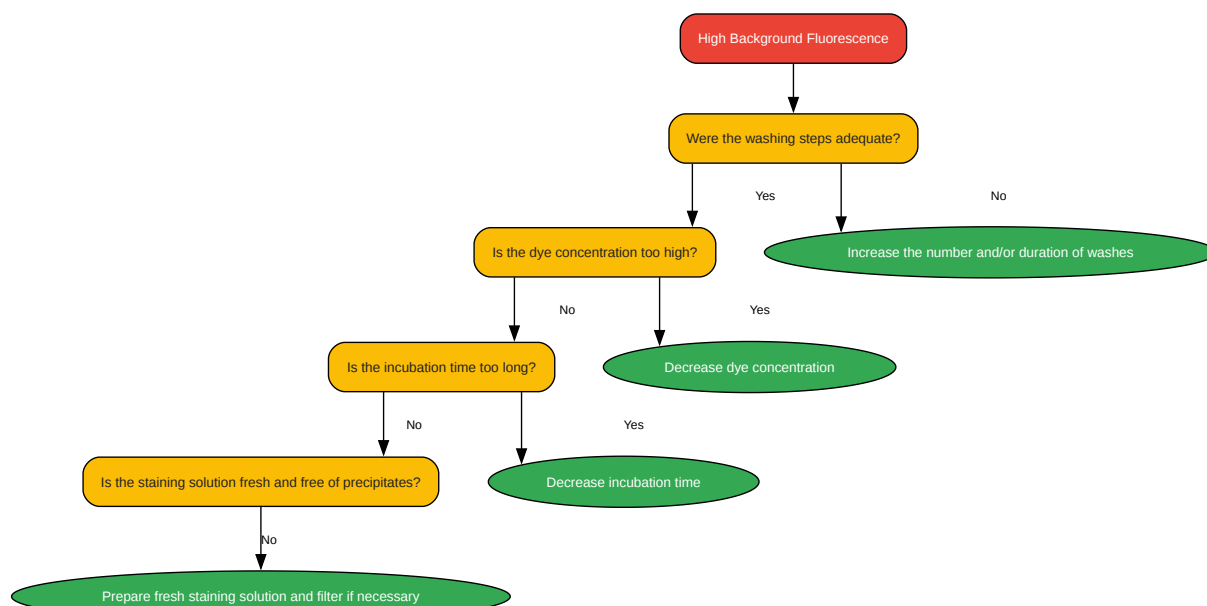 High Background Fluorescence
Were the washing steps adequate?
Yes
No
Is the dye concentration too high?
Increase the number and/or duration of washes
No
Yes
Is the incubation time too long?
Decrease dye concentration
No
Yes
Is the staining solution fresh and free of precipitates?
Decrease incubation time
No
Prepare fresh staining solution and filter if necessary